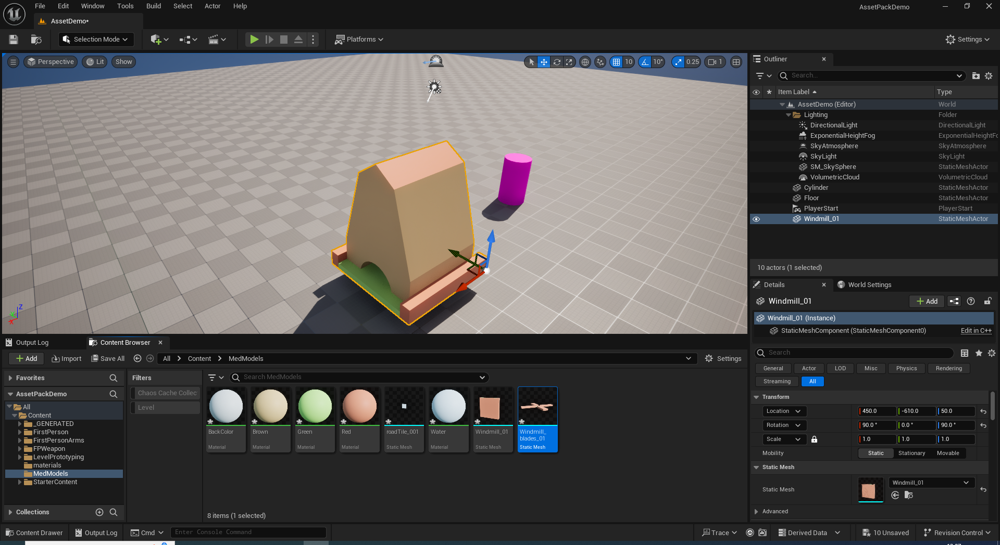 File Edit Window Tools Build Select Actor Help
AssetPackDemo
AssetDemo*
Selection Mode
Platforms
Settings
Perspective
Lit
Show
10
10°
0.25
1
Z
X
Outliner
Search...
Item Label
Type
AssetDemo (Editor) World
Lighting Folder
DirectionalLight DirectionalLight
ExponentialHeightFog ExponentialHeightFo
SkyAtmosphere SkyAtmosphere
SkyLight SkyLight
SM_SkySphere StaticMeshActor
VolumetricCloud VolumetricCloud
Cylinder StaticMeshActor
Floor StaticMeshActor
PlayerStart PlayerStart
Windmill_01 StaticMeshActor
10 actors (1 selected)
Details
World Settings
Windmill_01
Add
Windmill_01 (Instance)
StaticMeshComponent (StaticMeshComponent0)
Edit in C++
Search
General Actor LOD Misc Physics Rendering
Streaming All
Transform
Location 450.0 -610.0 50.0
Rotation 90.0 ° 0.0 ° 90.0 °
Scale 1.0 1.0 1.0
Mobility Static Stationary Movable
Static Mesh
Static Mesh Windmill_01
Advanced
Output Log
Content Browser
Add
Import
Save All
All
Content
MedModels
Settings
Favorites
AssetPackDemo
All
Content
_GENERATED
FirstPerson
FirstPersonArms
FPWeapon
LevelPrototyping
materials
MedModels
StarterContent
Collections
Filters
Chaos Cache Collec
Level
Search MedModels
BackColor
Material
Brown
Material
Green
Material
Red
Material
roadTile_001
Static Mesh
Water
Material
Windmill_01
Static Mesh
Windmill_
blades_01
Static Mesh
8 items (1 selected)
Content Drawer
Output Log
Cmd
Enter Console Command
Trace
Derived Data
10 Unsaved
Revision Control